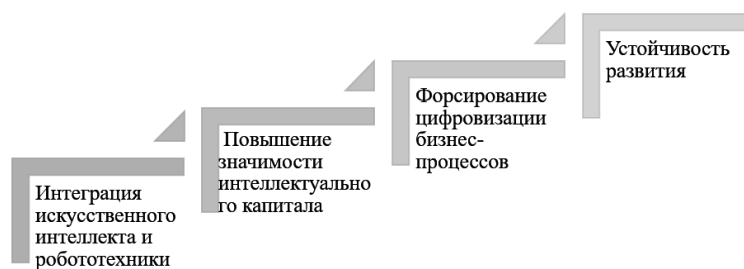 Интеграция
искусственного
интеллекта и
робототехники
Повышение
значимости
интеллектуально
го капитала
Форсирование
цифровизации
бизнес-
процессов
Устойчивость
развития